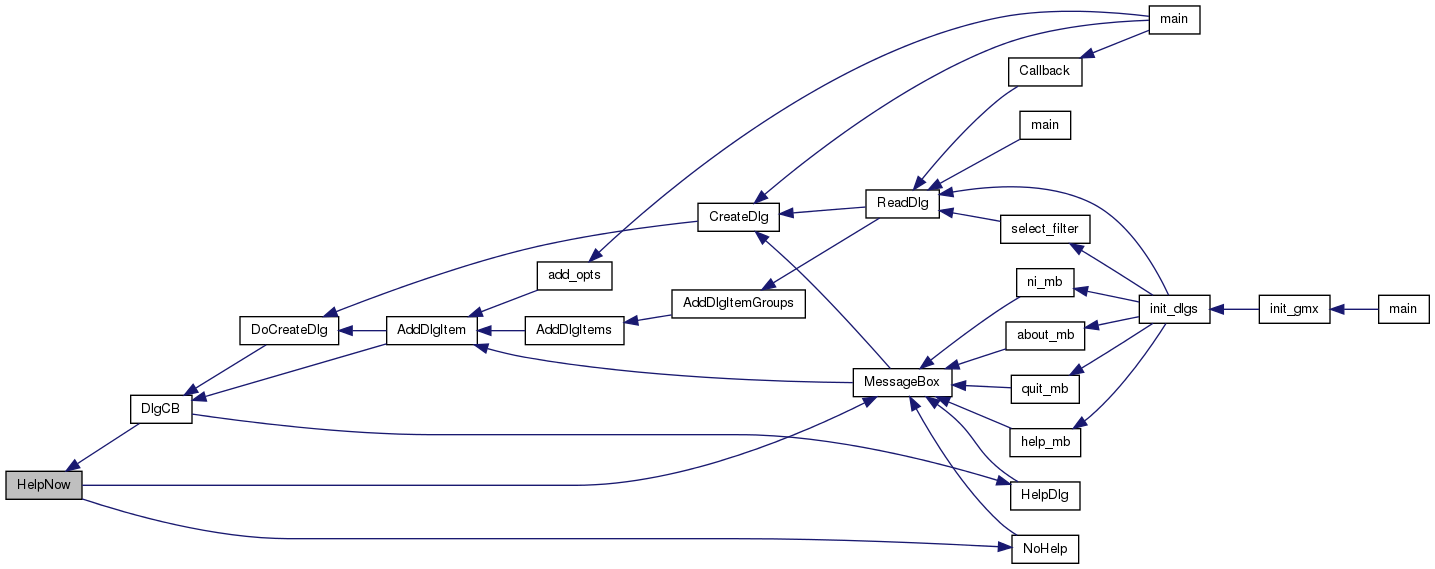 main
Callback
main
ReadDlg
CreateDlg
select_filter
add_opts
ni_mb
AddDlgItemGroups
init_dlgs
init_gmx
main
DoCreateDlg
AddDlgItem
AddDlgItems
about_mb
MessageBox
quit_mb
DlgCB
help_mb
HelpNow
HelpDlg
NoHelp